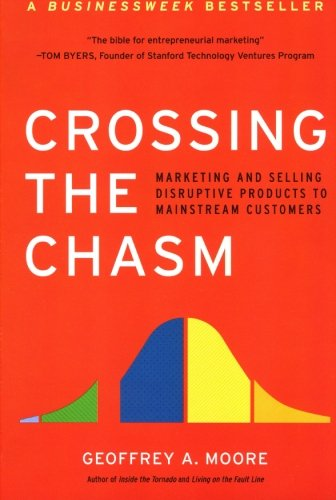 A BUSINESSWEEK BESTSELLER
"The bible for entrepreneurial marketing"
–TOM BYERS, Founder of Stanford Technology Ventures Program
CROSSING
THE
CHASM
MARKETING AND SELLING
DISRUPTIVE PRODUCTS TO
MAINSTREAM CUSTOMERS
GEOFFREY A. MOORE
Author of Inside the Tornado and Living on the Fault Line